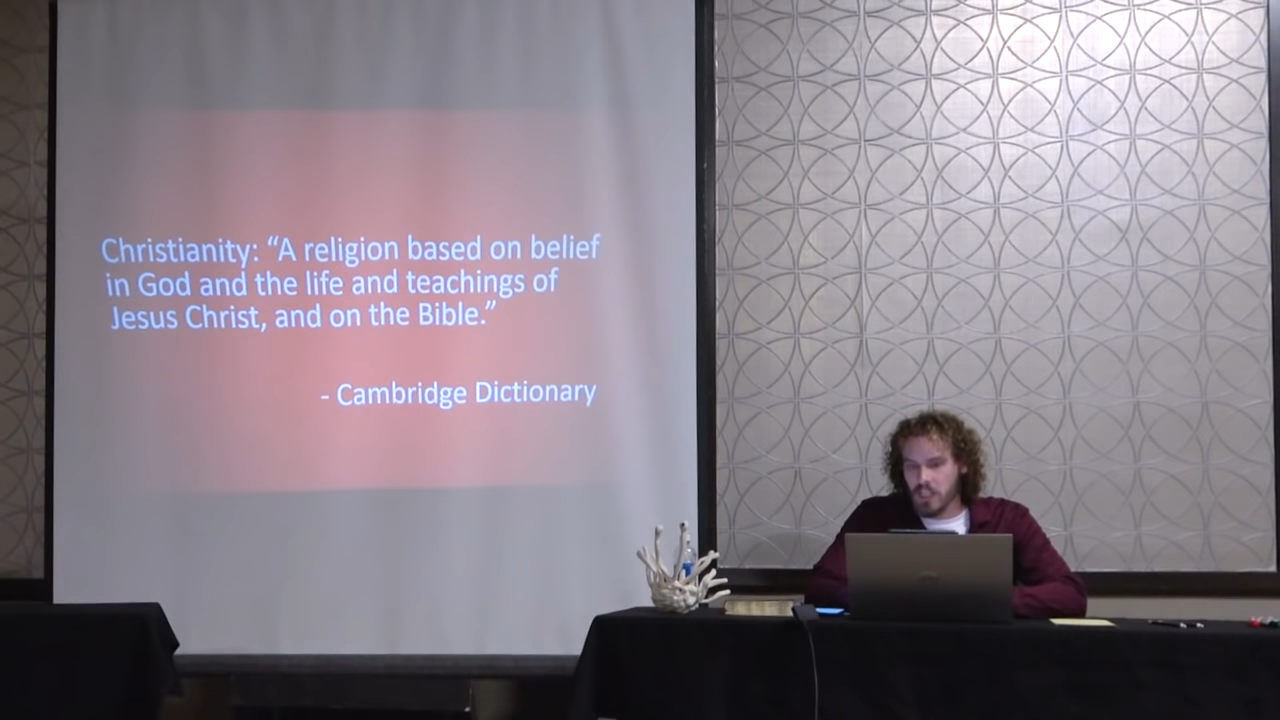 Christianity: “A religion based on belief
in God and the life and teachings of
Jesus Christ, and on the Bible.”
- Cambridge Dictionary